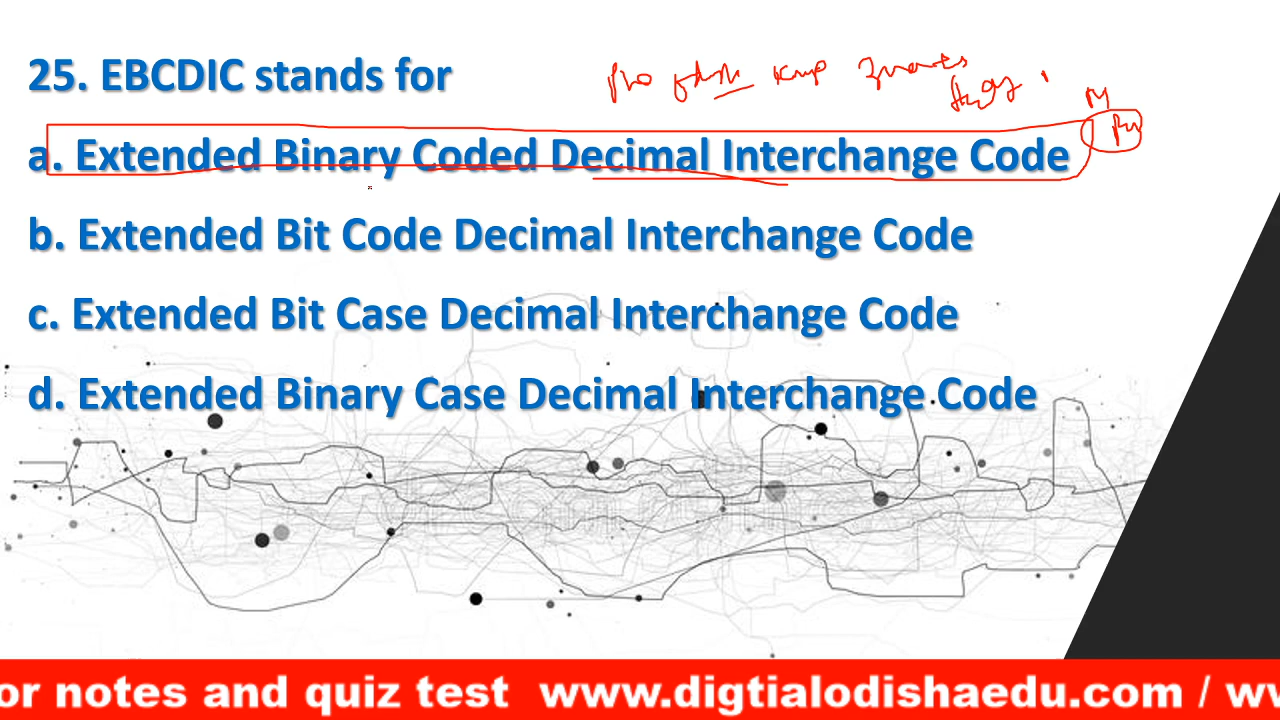 25. EBCDIC stands for
a. Extended Binary Coded Decimal Interchange Code
b. Extended Bit Code Decimal Interchange Code
c. Extended Bit Case Decimal Interchange Code
d. Extended Binary Case Decimal Interchange Code
or notes and quiz test www.digtialodishaedu.com / w